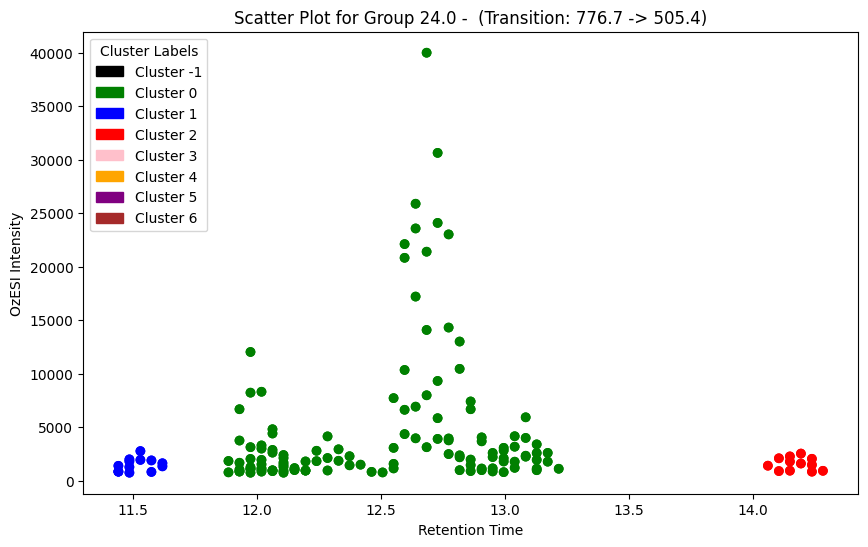 Scatter Plot for Group 24.0 -  (Transition: 776.7 -> 505.4)
Cluster Labels
Cluster -1
Cluster 0
Cluster 1
Cluster 2
Cluster 3
Cluster 4
Cluster 5
Cluster 6
OzESI Intensity
40000
35000
30000
25000
20000
15000
10000
5000
0
11.5
12.0
12.5
13.0
13.5
14.0
Retention Time